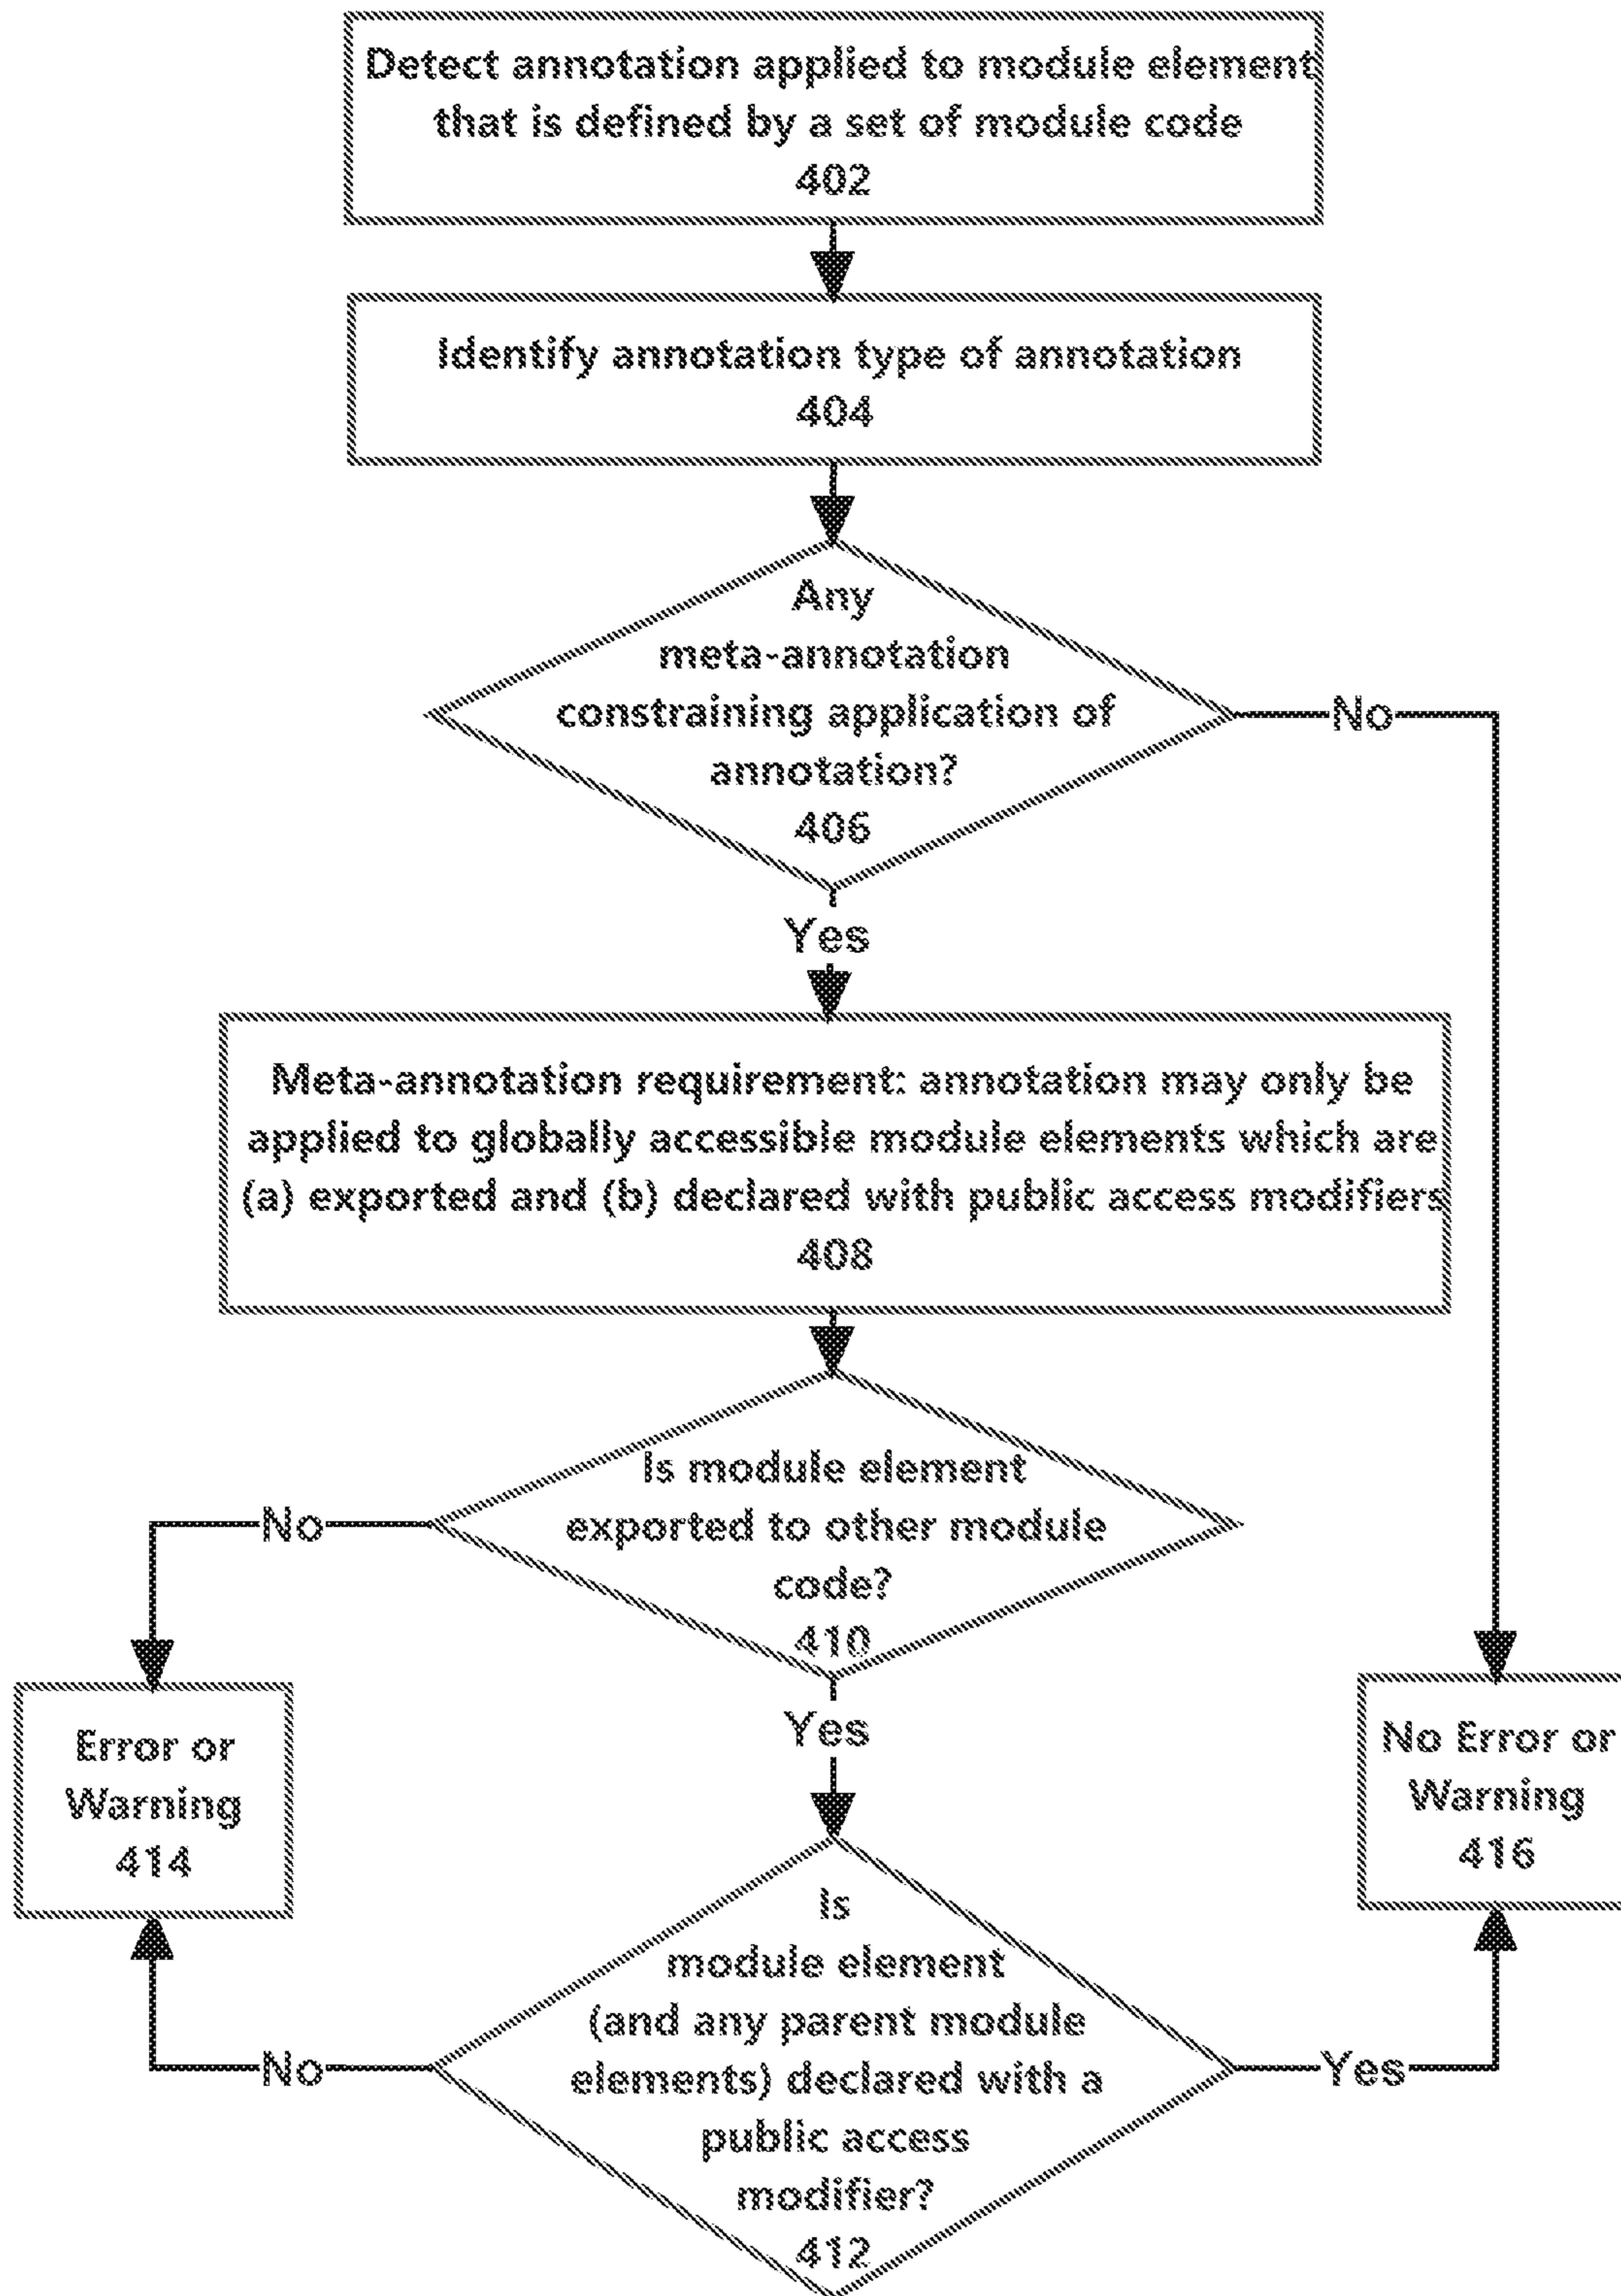 Detect annotation applied to module element
that is defined by a set of module code
402
Identify annotation type of annotation
404
Any
meta-annotation
constraining application of
annotation?
406
No
Yes
Meta-annotation requirement: annotation may only be
applied to globally accessible module elements which are
(a) exported and (b) declared with public access modifiers
408
Is module element
exported to other module
code?
410
No
Yes
Error or
Warning
414
No Error or
Warning
416
Is
module element
(and any parent module
elements) declared with a
public access
modifier?
412
No
Yes